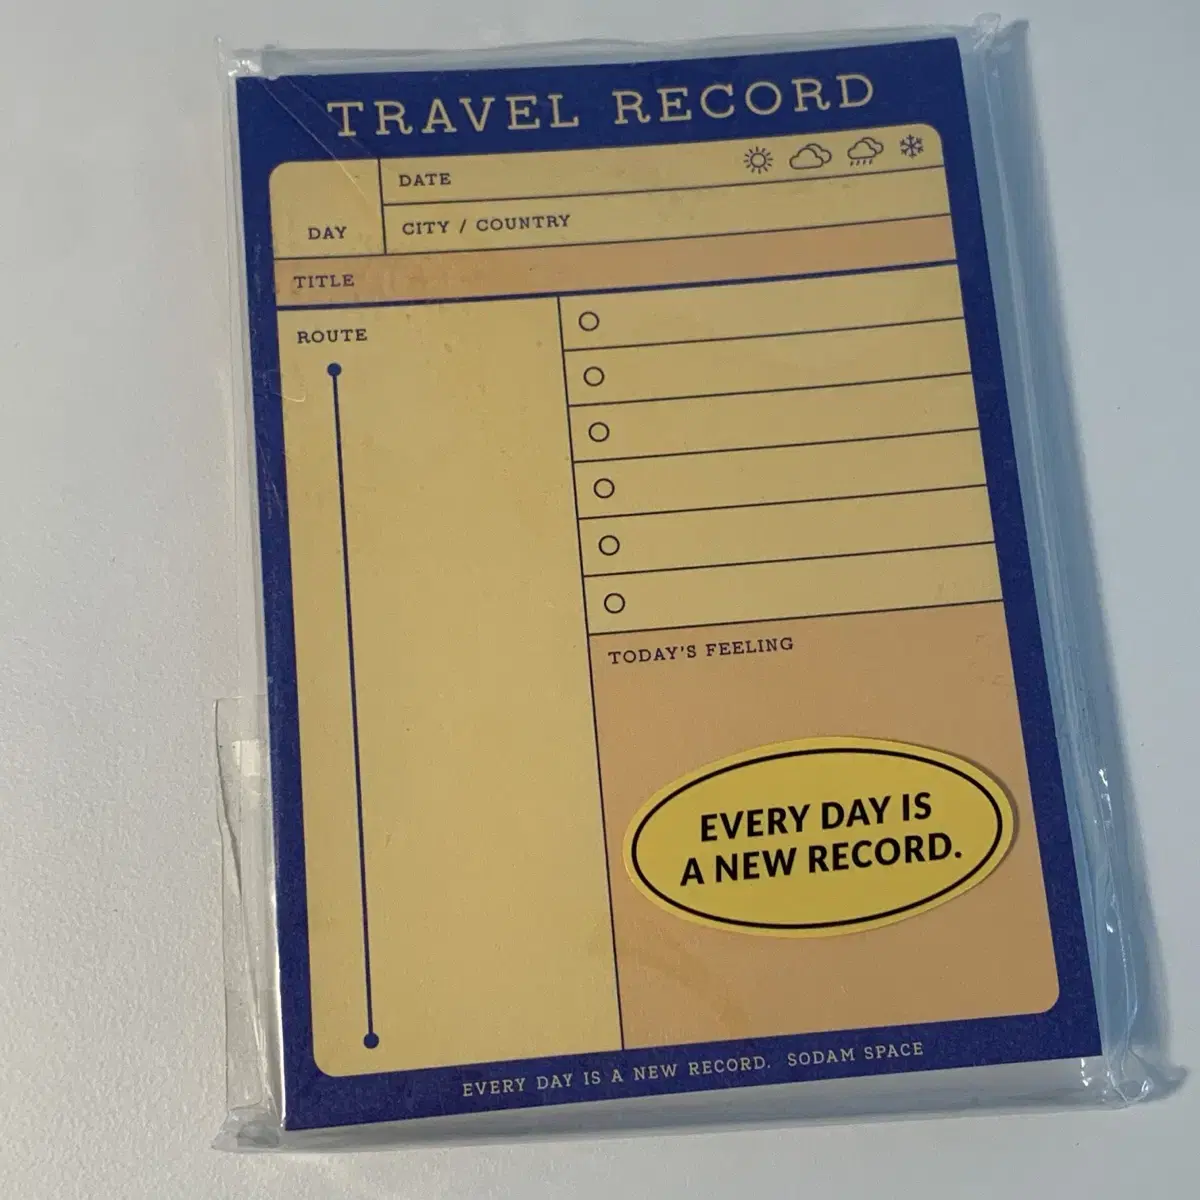 TRAVEL RECORD
DATE
DAY
CITY / COUNTRY
TITLE
ROUTE
TODAY'S FEELING
EVERY DAY IS
A NEW RECORD.
EVERY DAY IS A NEW RECORD. SODAM SPACE